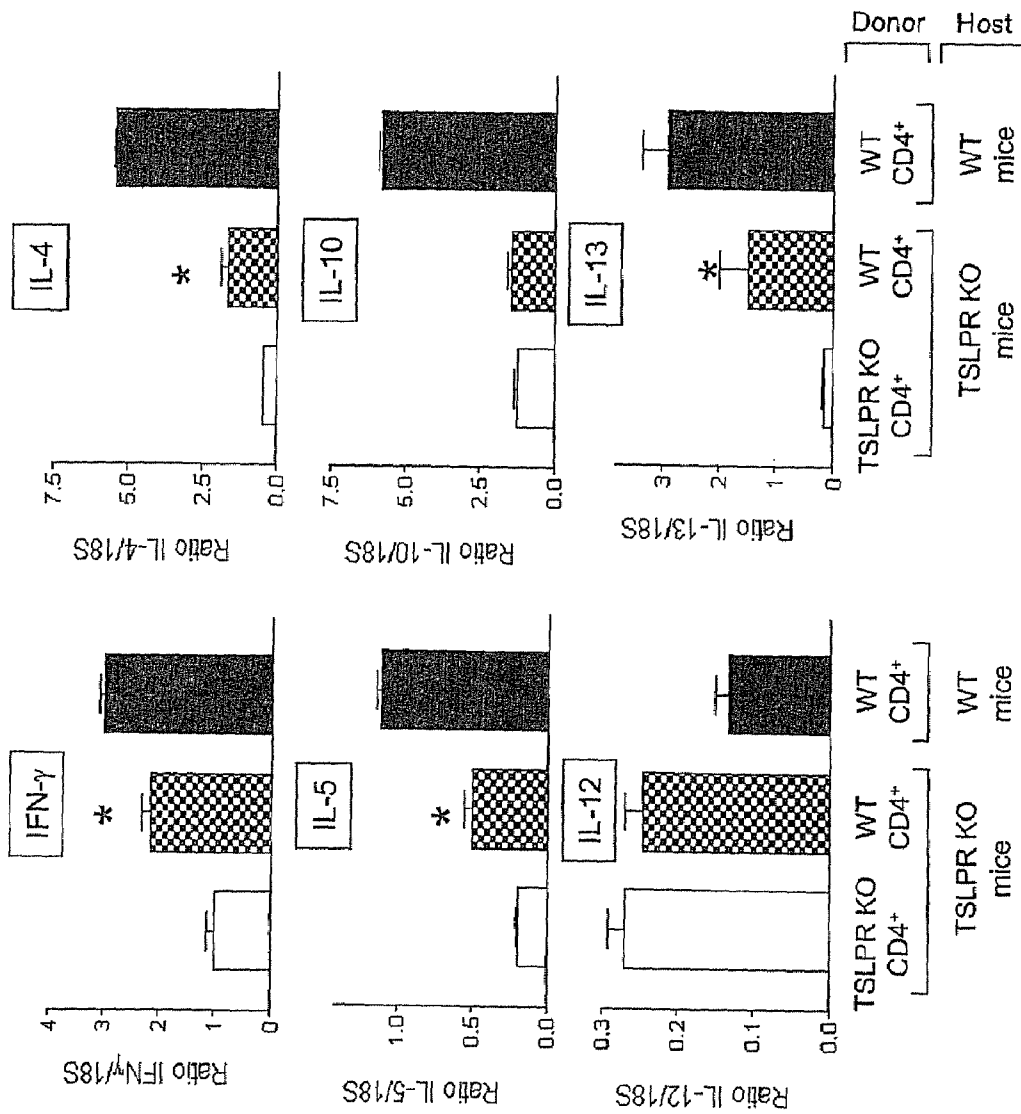 IFN-γ
Ratio IFNγ/18S
4
3
2
1
0
*
IL-4
Ratio IL-4/18S
7.5
5.0
2.5
0.0
*
IL-5
Ratio IL-5/18S
1.0
0.5
0.0
*
IL-10
Ratio IL-10/18S
7.5
5.0
2.5
0.0
IL-12
Ratio IL-12/18S
0.3
0.2
0.1
0.0
IL-13
Ratio IL-13/18S
3
2
1
0
*
TSLPR KO WT WT
CD4+ CD4+ CD4+
TSLPR KO WT
mice mice
TSLPR KO WT WT Donor
CD4+ CD4+ CD4+
TSLPR KO WT Host
mice mice